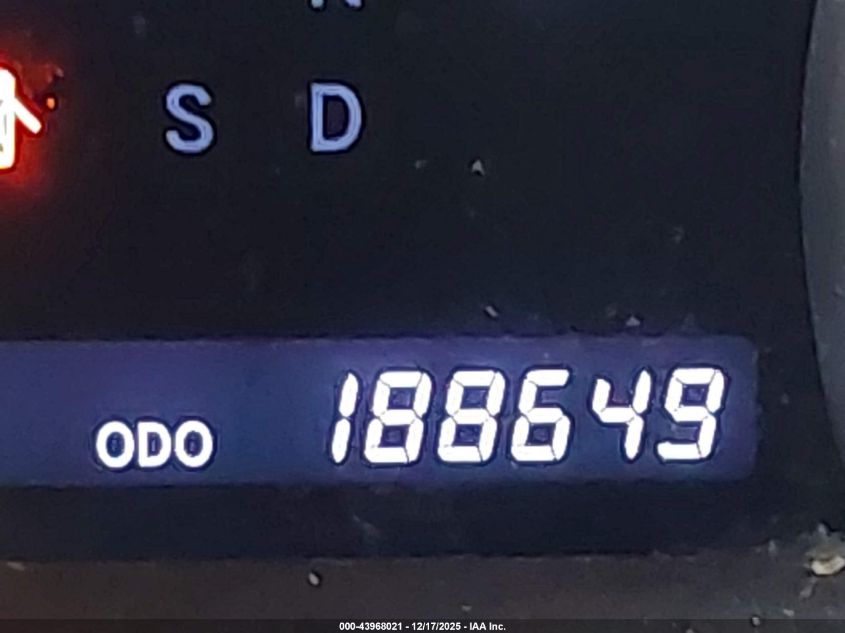 S D
ODO 188649
000-43968021 - 12/17/2025 - IAA Inc.